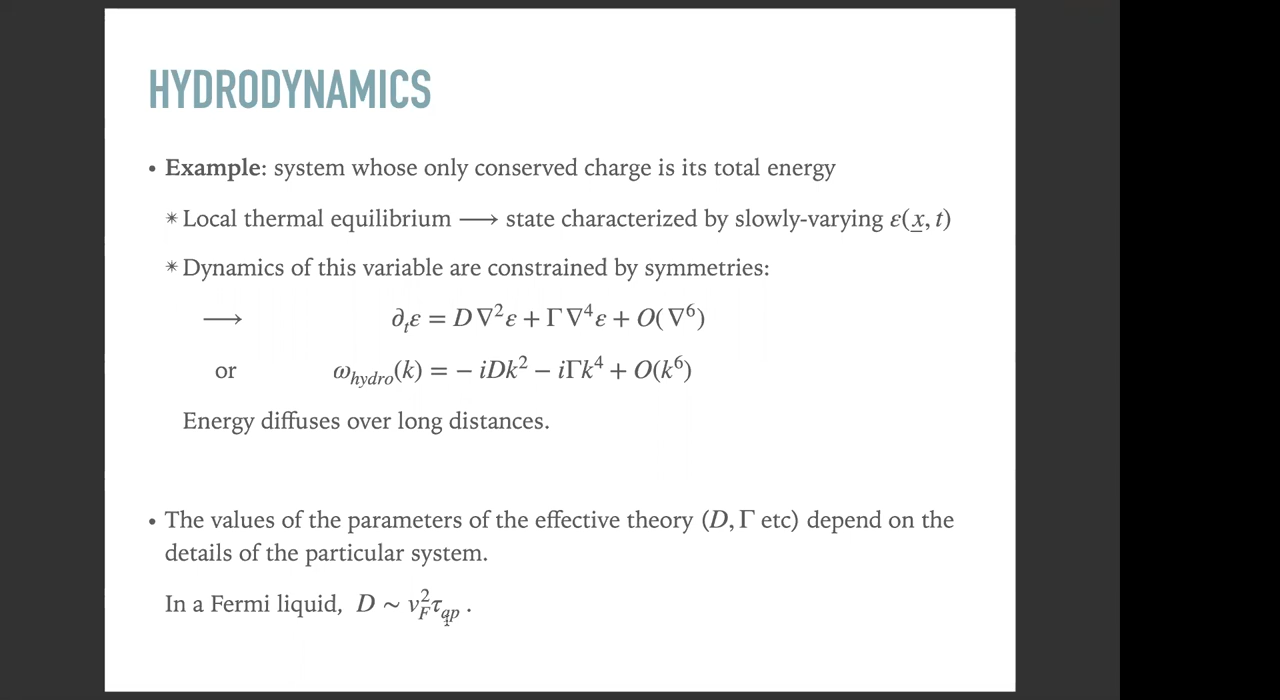 HYDRODYNAMICS
• Example: system whose only conserved charge is its total energy
✴ Local thermal equilibrium ⟶ state characterized by slowly-varying ε(x, t)
✴ Dynamics of this variable are constrained by symmetries:
⟶ ∂ₜε = D∇²ε + Γ∇⁴ε + O(∇⁶)
or ω_hydro(k) = − iDk² − iΓk⁴ + O(k⁶)
Energy diffuses over long distances.
• The values of the parameters of the effective theory (D, Γ etc) depend on the
details of the particular system.
In a Fermi liquid, D ∼ v_F²τ_qp .